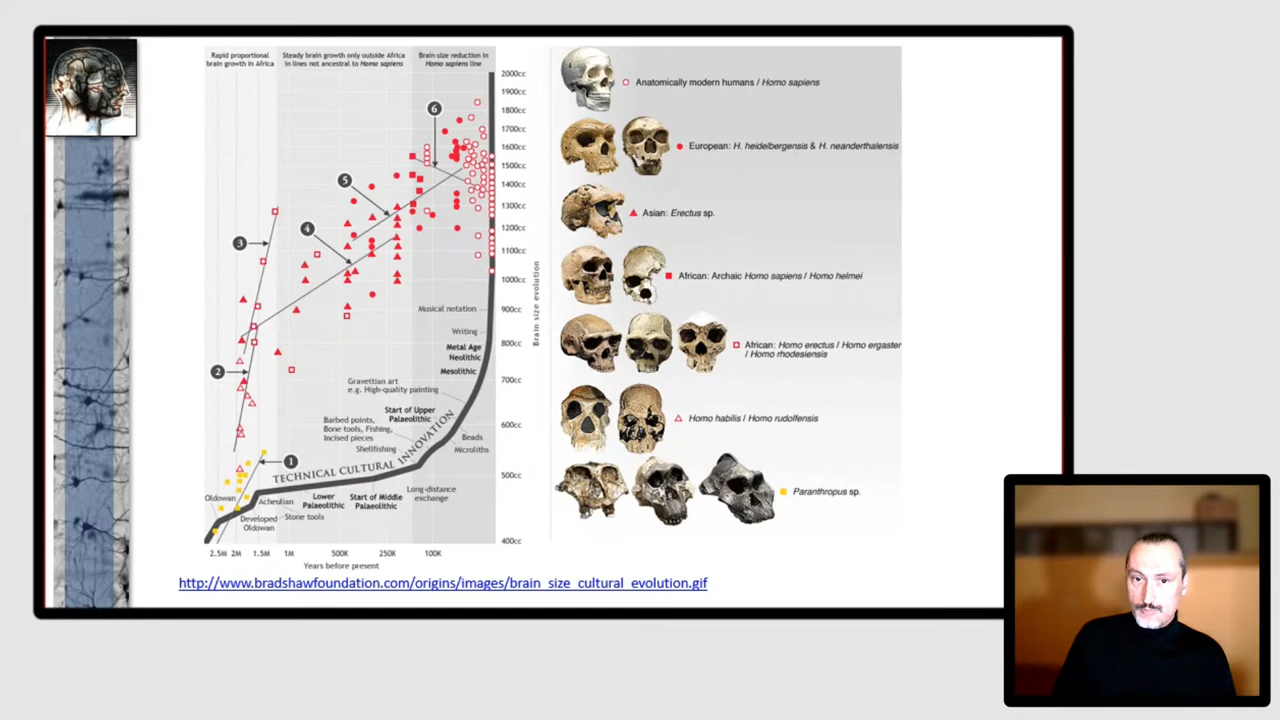 Rapid proportional
brain growth in Africa
Steady brain growth only outside Africa
in lines not ancestral to Homo sapiens
Brain size reduction in
Homo sapiens line
2000cc
1900cc
1800cc
1700cc
1600cc
1500cc
1400cc
1300cc
1200cc
1100cc
1000cc
900cc
800cc
700cc
600cc
500cc
400cc
Brain size evolution
6
5
4
3
2
1
Musical notation
Writing
Metal Age
Neolithic
Mesolithic
Gravettian art
e.g. High-quality painting
Start of Upper
Palaeolithic
Barbed points,
Bone tools, Fishing,
Incised pieces
Shellfishing
Beads
Microliths
TECHNICAL CULTURAL INNOVATION
Long-distance
exchange
Oldowan
Acheulian
Lower
Palaeolithic
Start of Middle
Palaeolithic
Developed
Oldowan
Stone tools
2.5M 2M 1.5M 1M 500K 250K 100K
Years before present
Anatomically modern humans / Homo sapiens
European: H. heidelbergensis & H. neanderthalensis
Asian: Erectus sp.
African: Archaic Homo sapiens / Homo helmei
African: Homo erectus / Homo ergaster
/ Homo rhodesiensis
Homo habilis / Homo rudolfensis
Paranthropus sp.
http://www.bradshawfoundation.com/origins/images/brain_size_cultural_evolution.gif